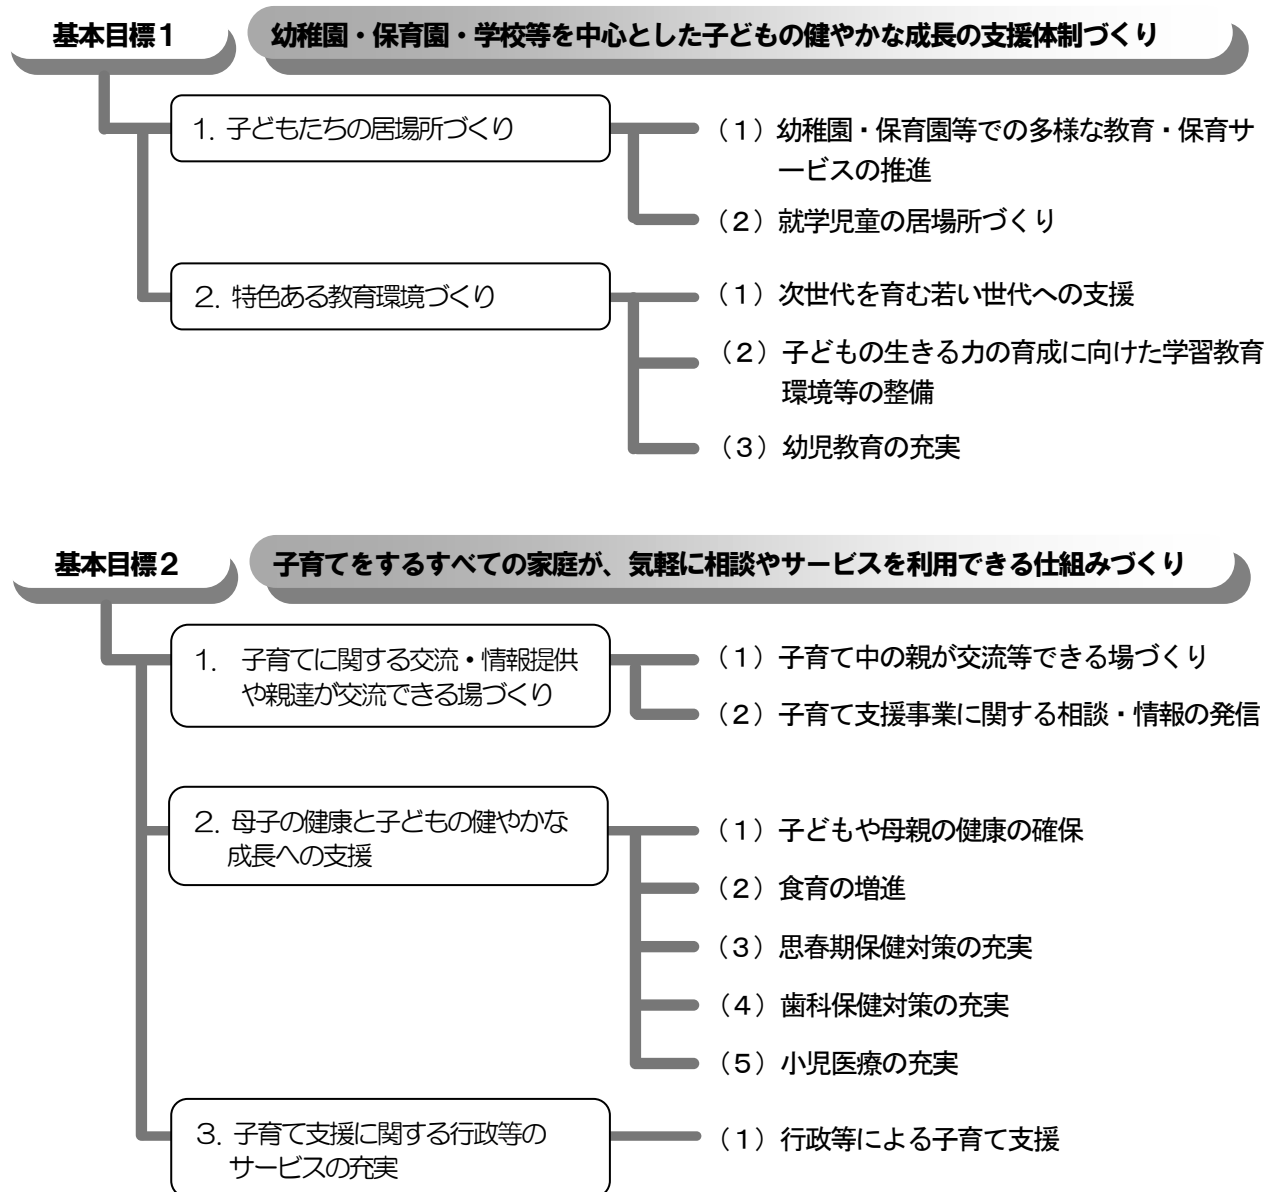 基本目標1
幼稚園・保育園・学校等を中心とした子どもの健やかな成長の支援体制づくり
1. 子どもたちの居場所づくり
（1）幼稚園・保育園等での多様な教育・保育サ
ービスの推進
（2）就学児童の居場所づくり
2. 特色ある教育環境づくり
（1）次世代を育む若い世代への支援
（2）子どもの生きる力の育成に向けた学習教育
環境等の整備
（3）幼児教育の充実
基本目標2
子育てをするすべての家庭が、気軽に相談やサービスを利用できる仕組みづくり
1. 子育てに関する交流・情報提供
や親達が交流できる場づくり
（1）子育て中の親が交流等できる場づくり
（2）子育て支援事業に関する相談・情報の発信
2. 母子の健康と子どもの健やかな
成長への支援
（1）子どもや母親の健康の確保
（2）食育の増進
（3）思春期保健対策の充実
（4）歯科保健対策の充実
（5）小児医療の充実
3. 子育て支援に関する行政等の
サービスの充実
（1）行政等による子育て支援